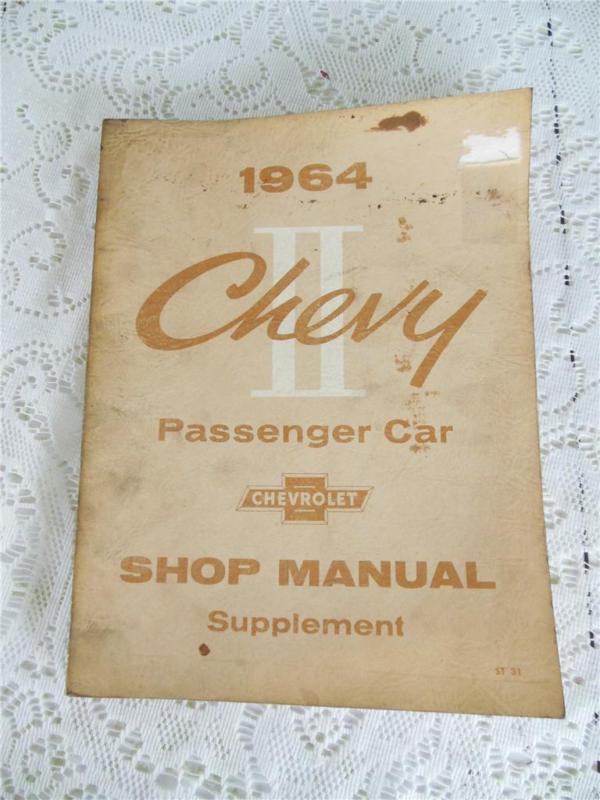 1964
II
Chevy
Passenger Car
CHEVROLET
SHOP MANUAL
Supplement
ST 31